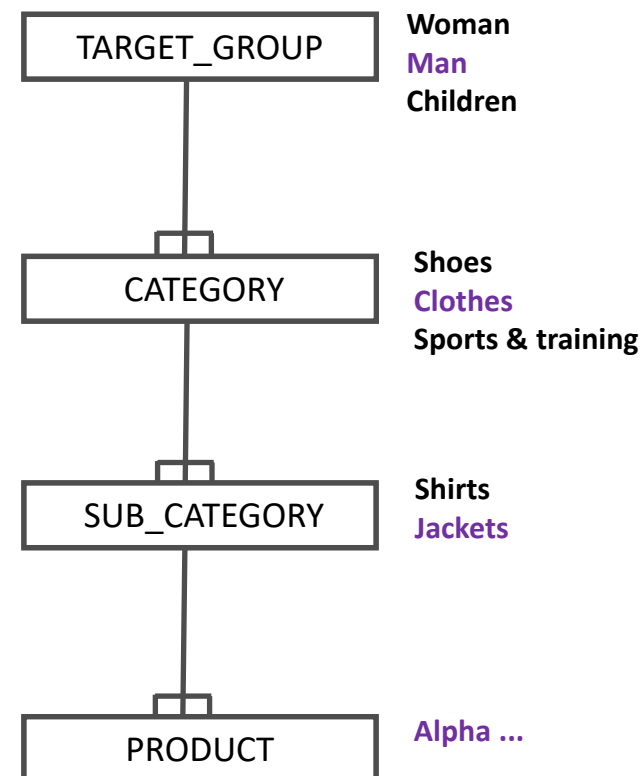 TARGET_GROUP
Woman
Man
Children
CATEGORY
Shoes
Clothes
Sports & training
SUB_CATEGORY
Shirts
Jackets
PRODUCT
Alpha ...